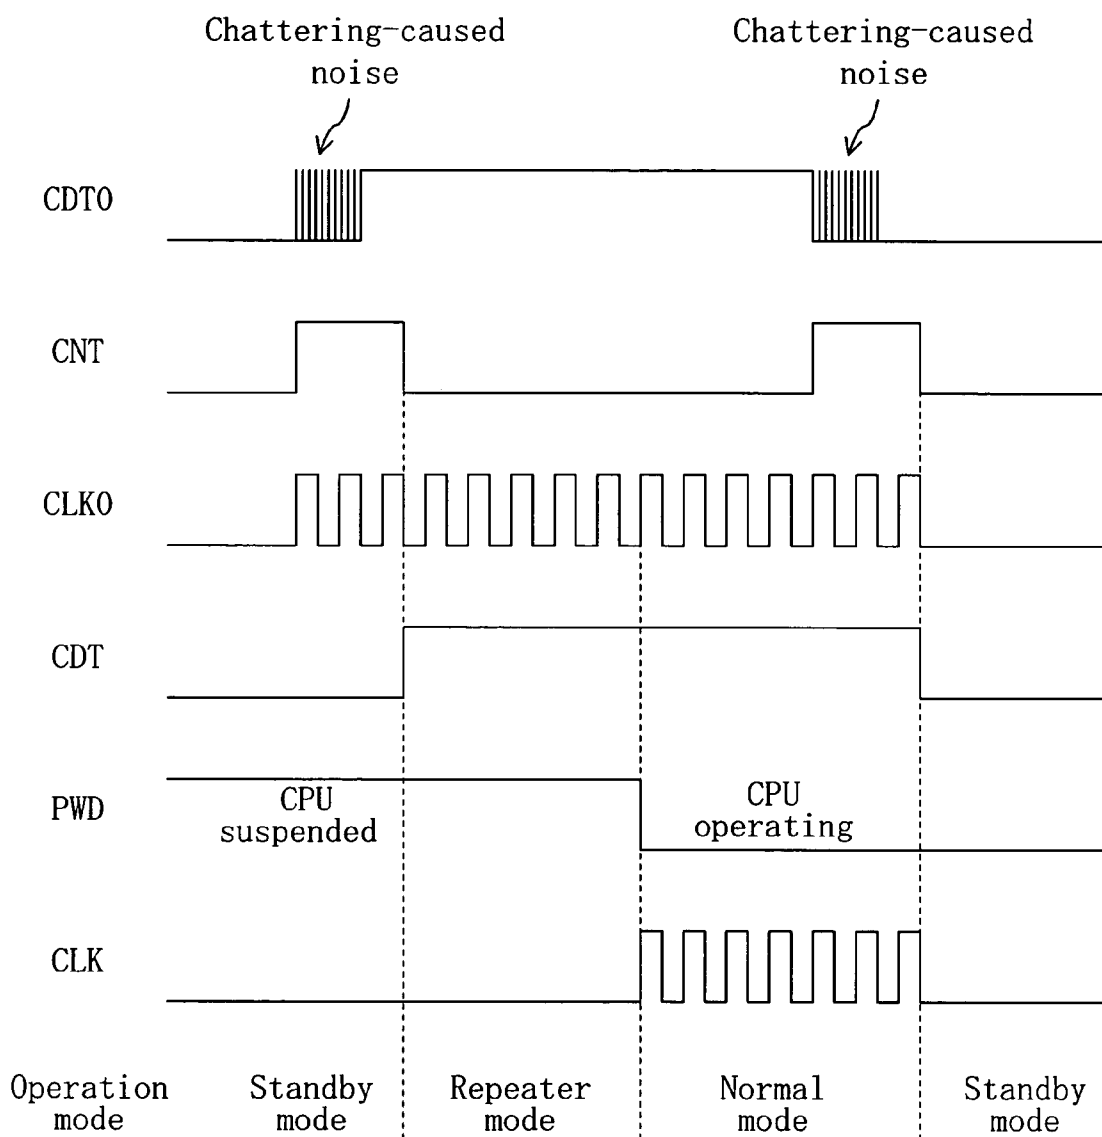 Chattering-caused
noise
Chattering-caused
noise
CDT0
CNT
CLK0
CDT
PWD
CPU
suspended
CPU
operating
CLK
Operation
mode
Standby
mode
Repeater
mode
Normal
mode
Standby
mode